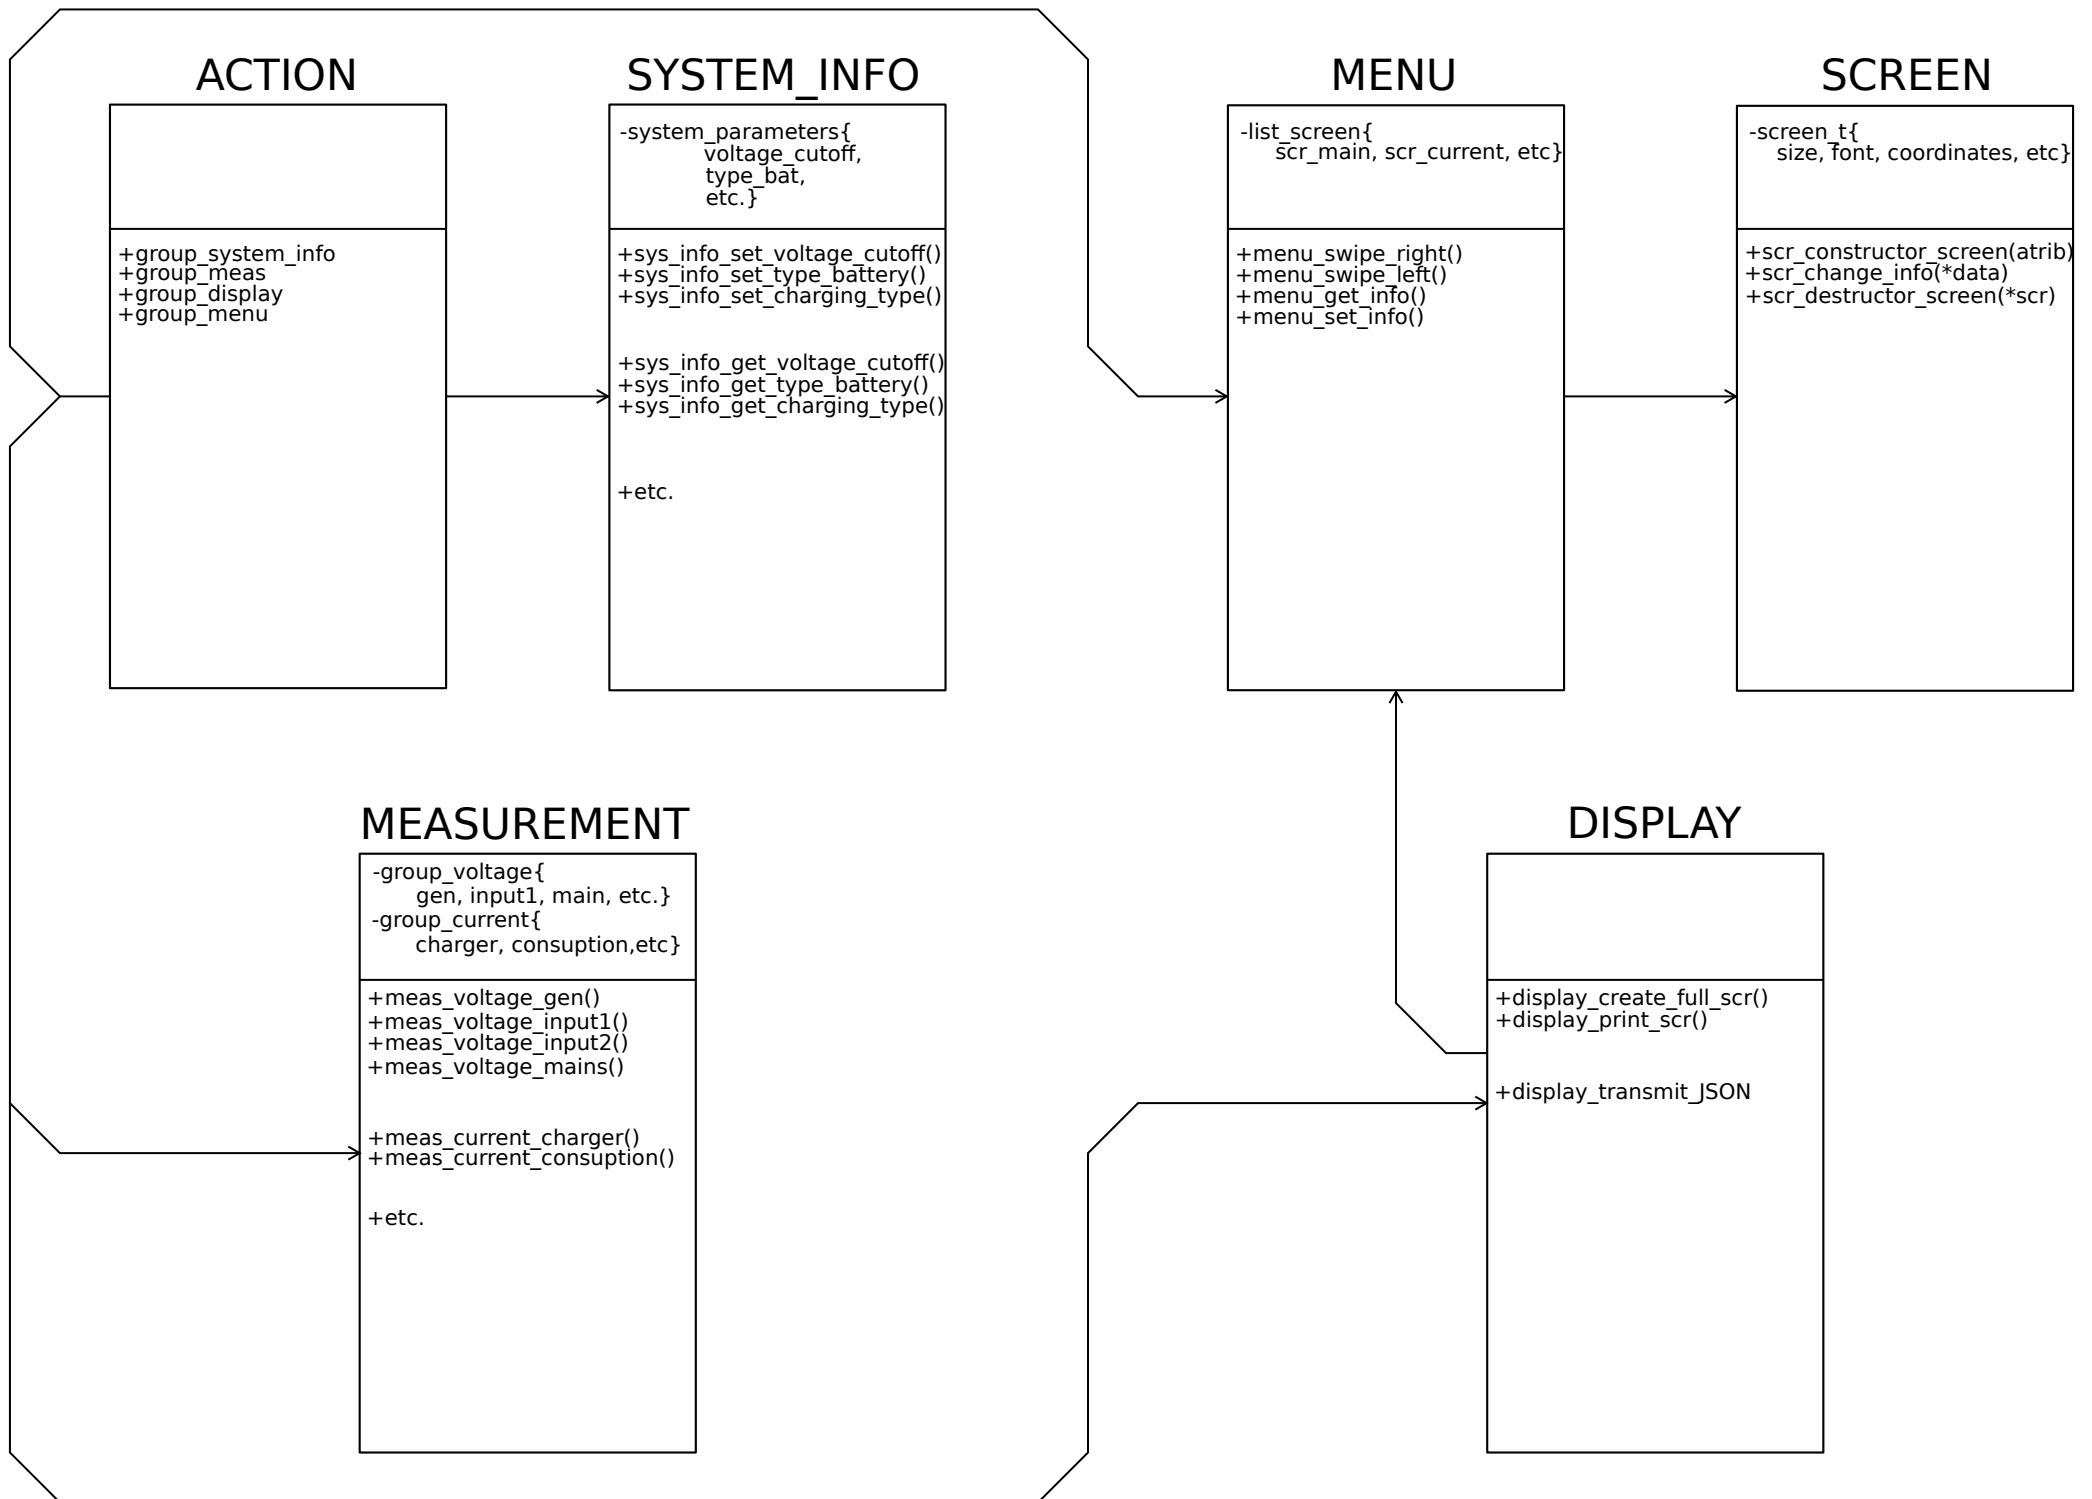 ACTION
+group_system_info
+group_meas
+group_display
+group_menu
SYSTEM_INFO
-system_parameters{
voltage_cutoff,
type_bat,
etc.}
+sys_info_set_voltage_cutoff()
+sys_info_set_type_battery()
+sys_info_set_charging_type()
+sys_info_get_voltage_cutoff()
+sys_info_get_type_battery()
+sys_info_get_charging_type()
+etc.
MENU
-list_screen{
scr_main, scr_current, etc}
+menu_swipe_right()
+menu_swipe_left()
+menu_get_info()
+menu_set_info()
SCREEN
-screen_t{
size, font, coordinates, etc}
+scr_constructor_screen(atrib)
+scr_change_info(*data)
+scr_destructor_screen(*scr)
MEASUREMENT
-group_voltage{
gen, input1, main, etc.}
-group_current{
charger, consuption,etc}
+meas_voltage_gen()
+meas_voltage_input1()
+meas_voltage_input2()
+meas_voltage_mains()
+meas_current_charger()
+meas_current_consuption()
+etc.
DISPLAY
+display_create_full_scr()
+display_print_scr()
+display_transmit_JSON